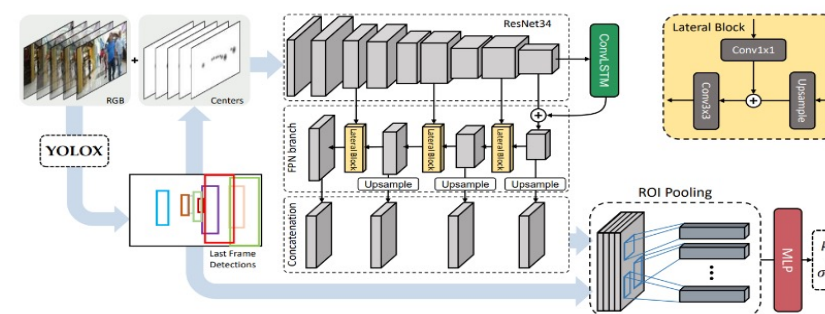 RGB
+
Centers
YOLOX
Last Frame
Detections
ResNet34
ConvLSTM
+
FPN branch
Lateral Block
Lateral Block
Lateral Block
Upsample
Upsample
Upsample
Concatenation
Lateral Block
Conv1x1
Conv3x3
+
Upsample
ROI Pooling
MLP
σ